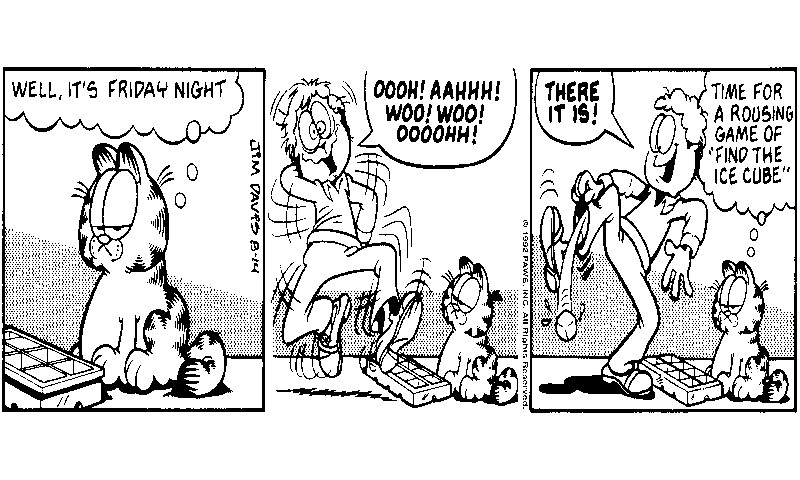 WELL, IT'S FRIDAY NIGHT
JIM DAVIS 8-14
OOOH! AAHHH!
WOO! WOO!
OOOOHH!
© 1992 PAWS, INC. All Rights Reserved.
THERE
IT IS!
TIME FOR
A ROUSING
GAME OF
"FIND THE
ICE CUBE"